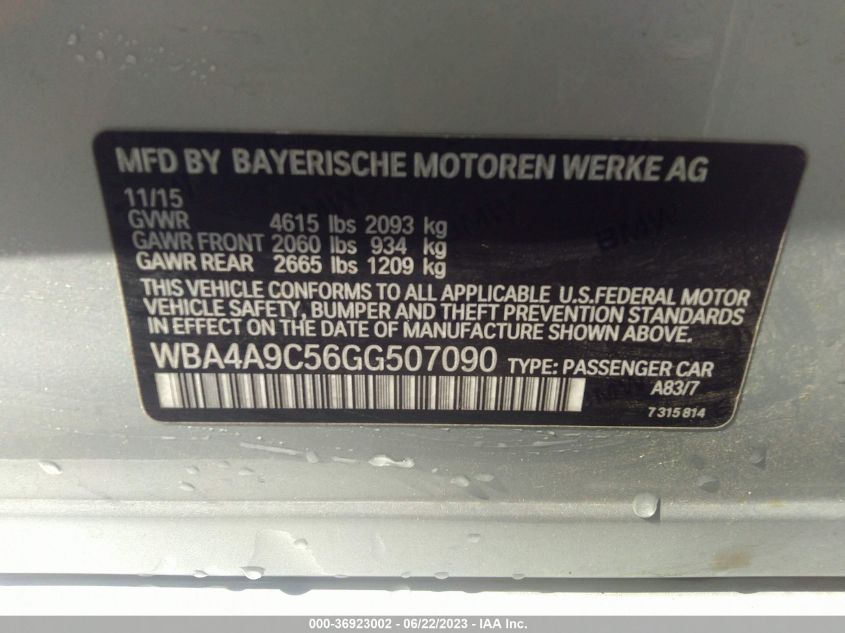 MFD BY BAYERISCHE MOTOREN WERKE AG
11/15
GVWR 4615 lbs 2093 kg
GAWR FRONT 2060 lbs 934 kg
GAWR REAR 2665 lbs 1209 kg
THIS VEHICLE CONFORMS TO ALL APPLICABLE U.S.FEDERAL MOTOR
VEHICLE SAFETY, BUMPER AND THEFT PREVENTION STANDARDS
IN EFFECT ON THE DATE OF MANUFACTURE SHOWN ABOVE.
WBA4A9C56GG507090 TYPE: PASSENGER CAR
A83/7
7 315 814
000-36923002 - 06/22/2023 - IAA Inc.